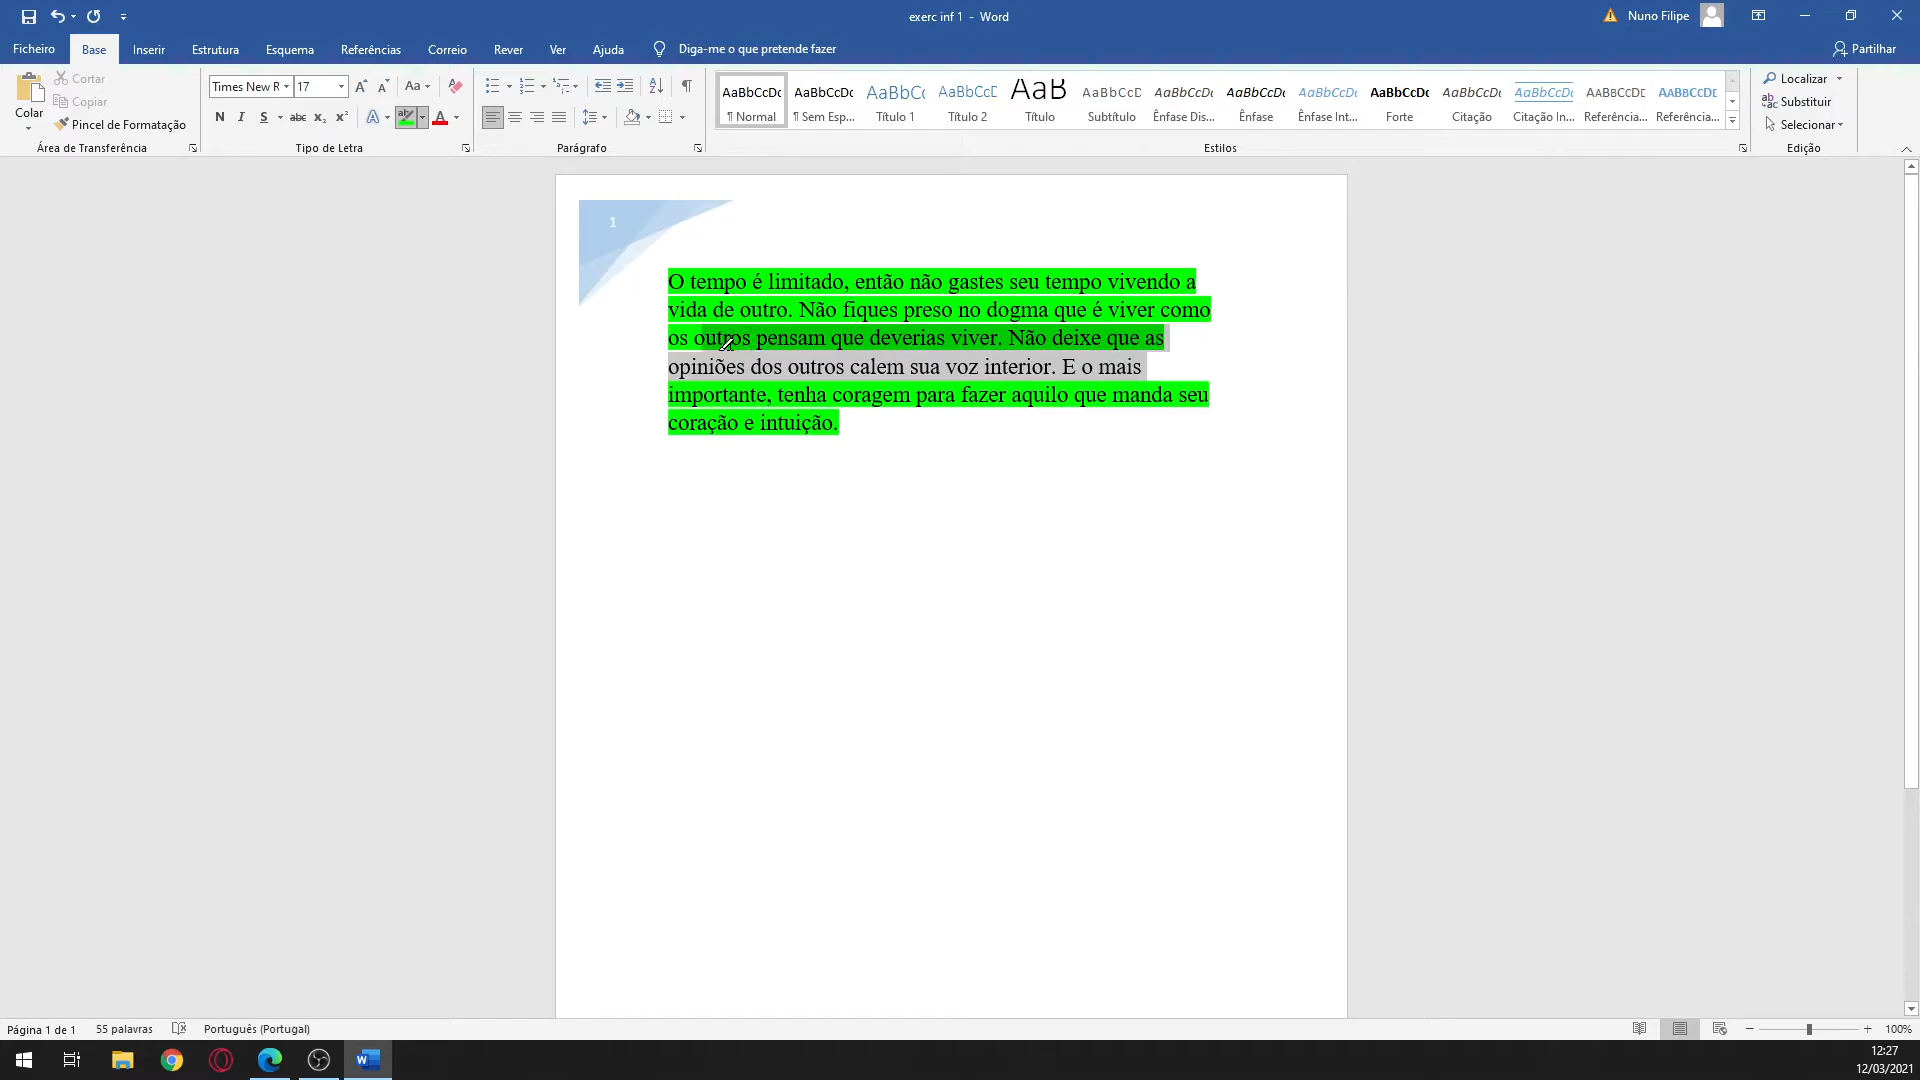 exerc inf 1 - Word
Nuno Filipe
Ficheiro Base Inserir Estrutura Esquema Referências Correio Rever Ver Ajuda Diga-me o que pretende fazer Partilhar
Colar
Cortar
Copiar
Pincel de Formatação
Área de Transferência
Times New R 17 Aa
N I S abc x₂ x² A A
Tipo de Letra
Parágrafo
AaBbCcDc AaBbCcDc AaBbC( AaBbCcE AaB AaBbCcD AaBbCcDc AaBbCcDc AaBbCcDc AaBbCcDc AaBbCcDc AaBbCcDc AABBCCDE AABBCCDE
¶ Normal ¶ Sem Esp... Título 1 Título 2 Título Subtítulo Ênfase Dis... Ênfase Ênfase Int... Forte Citação Citação In... Referência... Referência...
Estilos
Localizar
Substituir
Selecionar
Edição
1
O tempo é limitado, então não gastes seu tempo vivendo a
vida de outro. Não fiques preso no dogma que é viver como
os outros pensam que deverias viver. Não deixe que as
opiniões dos outros calem sua voz interior. E o mais
importante, tenha coragem para fazer aquilo que manda seu
coração e intuição.
Página 1 de 1 55 palavras Português (Portugal) 100%
12:27
12/03/2021